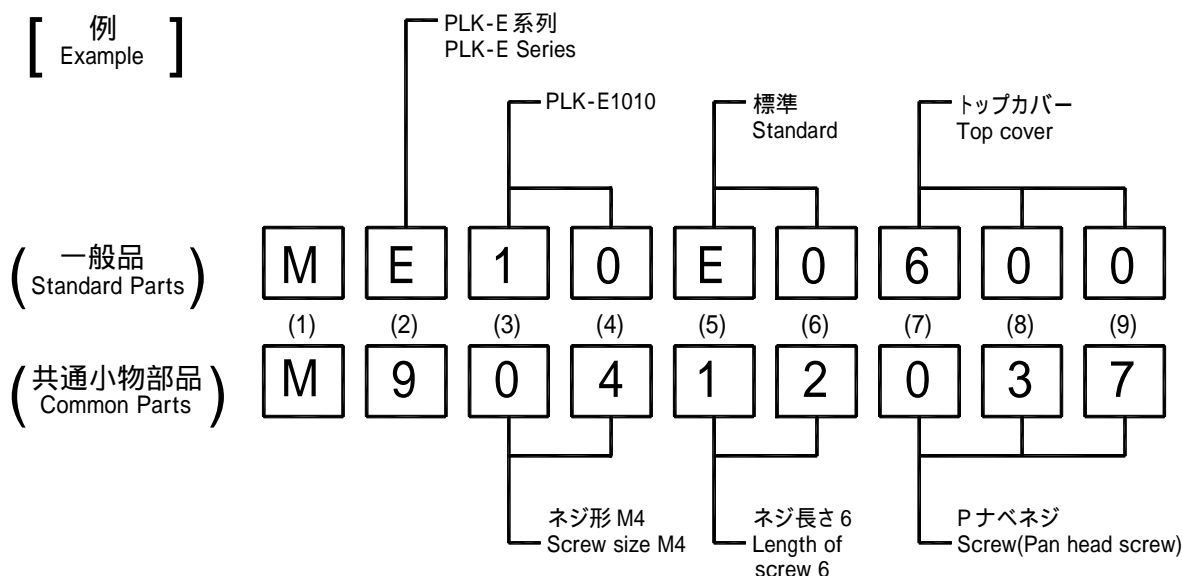 [ 例 ]
Example
PLK-E系列
PLK-E Series
PLK-E1010
標準
Standard
トップカバー
Top cover
(一般品)
Standard Parts
M E 1 0 E 0 6 0 0
(1) (2) (3) (4) (5) (6) (7) (8) (9)
(共通小物部品)
Common Parts
M 9 0 4 1 2 0 3 7
ネジ形 M4
Screw size M4
ネジ長さ 6
Length of
screw 6
Pナベネジ
Screw(Pan head screw)